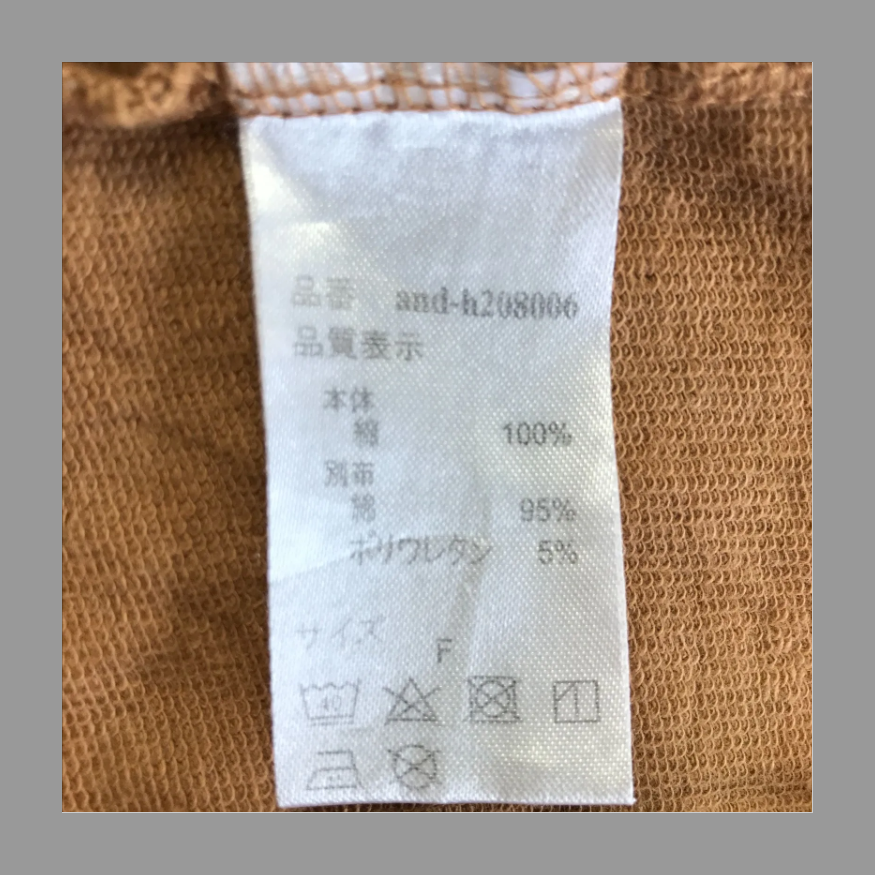 品番 and-h208006
品質表示
本体
綿 100%
別布
綿 95%
ポリウレタン 5%
サイズ
F
40